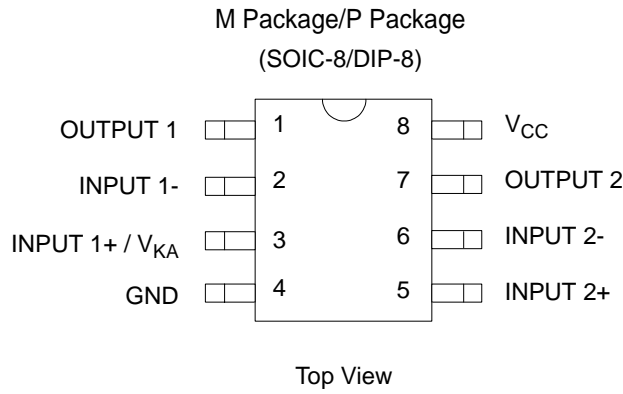 M Package/P Package
(SOIC-8/DIP-8)
OUTPUT 1 1 8 VCC
INPUT 1- 2 7 OUTPUT 2
INPUT 1+ / VKA 3 6 INPUT 2-
GND 4 5 INPUT 2+
Top View